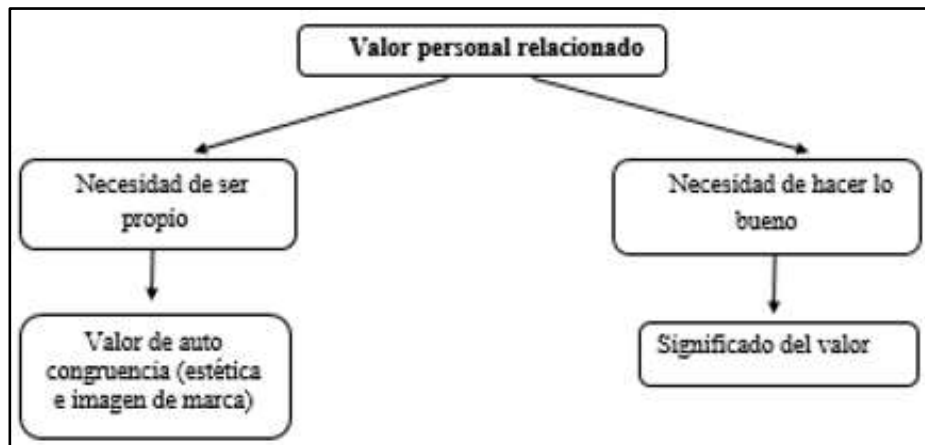 Valor personal relacionado
Necesidad de ser
propio
Necesidad de hacer lo
bueno
Valor de auto
congruencia (estética
e imagen de marca)
Significado del valor